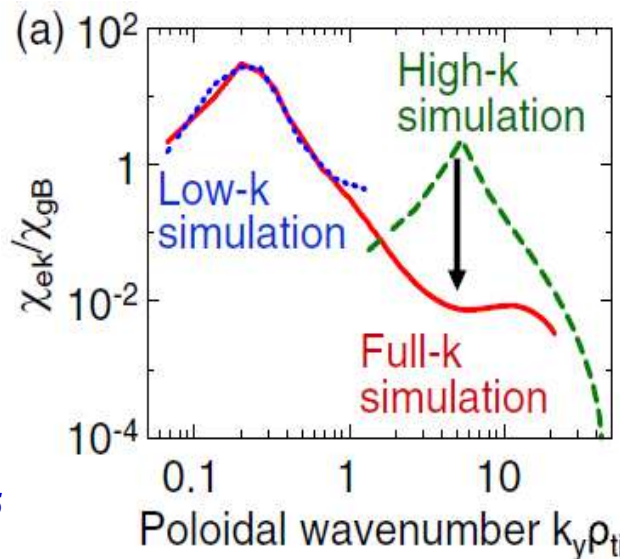 (a)
10²
1
10⁻²
10⁻⁴
χek/χgB
High-k
simulation
Low-k
simulation
Full-k
simulation
0.1 1 10
Poloidal wavenumber kyρti